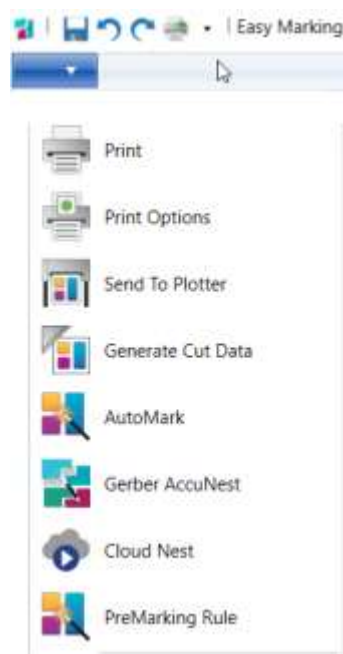 Easy Marking
Print
Print Options
Send To Plotter
Generate Cut Data
AutoMark
Gerber AccuNest
Cloud Nest
PreMarking Rule